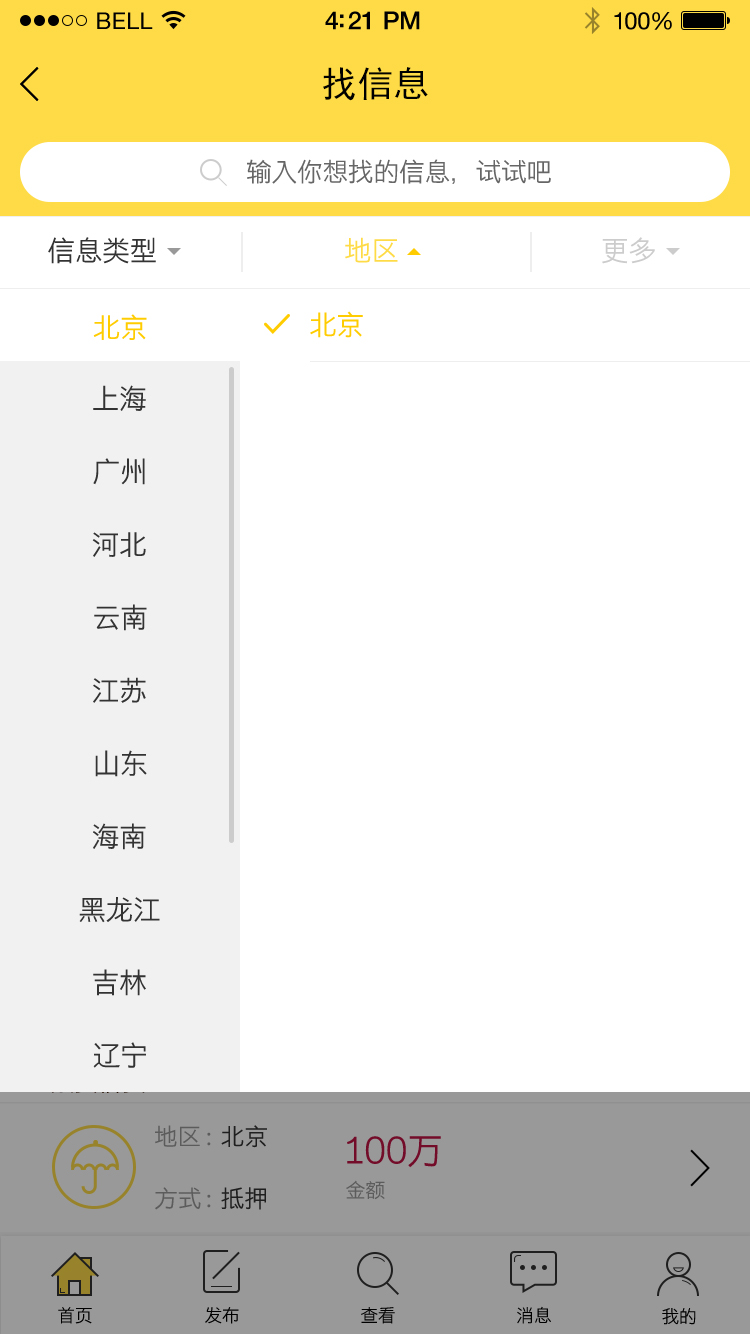 BELL 4:21 PM 100%
找信息
输入你想找的信息，试试吧
信息类型 地区 更多
北京 北京
上海
广州
河北
云南
江苏
山东
海南
黑龙江
吉林
辽宁
地区：北京
100万
方式：抵押
金额
首页 发布 查看 消息 我的